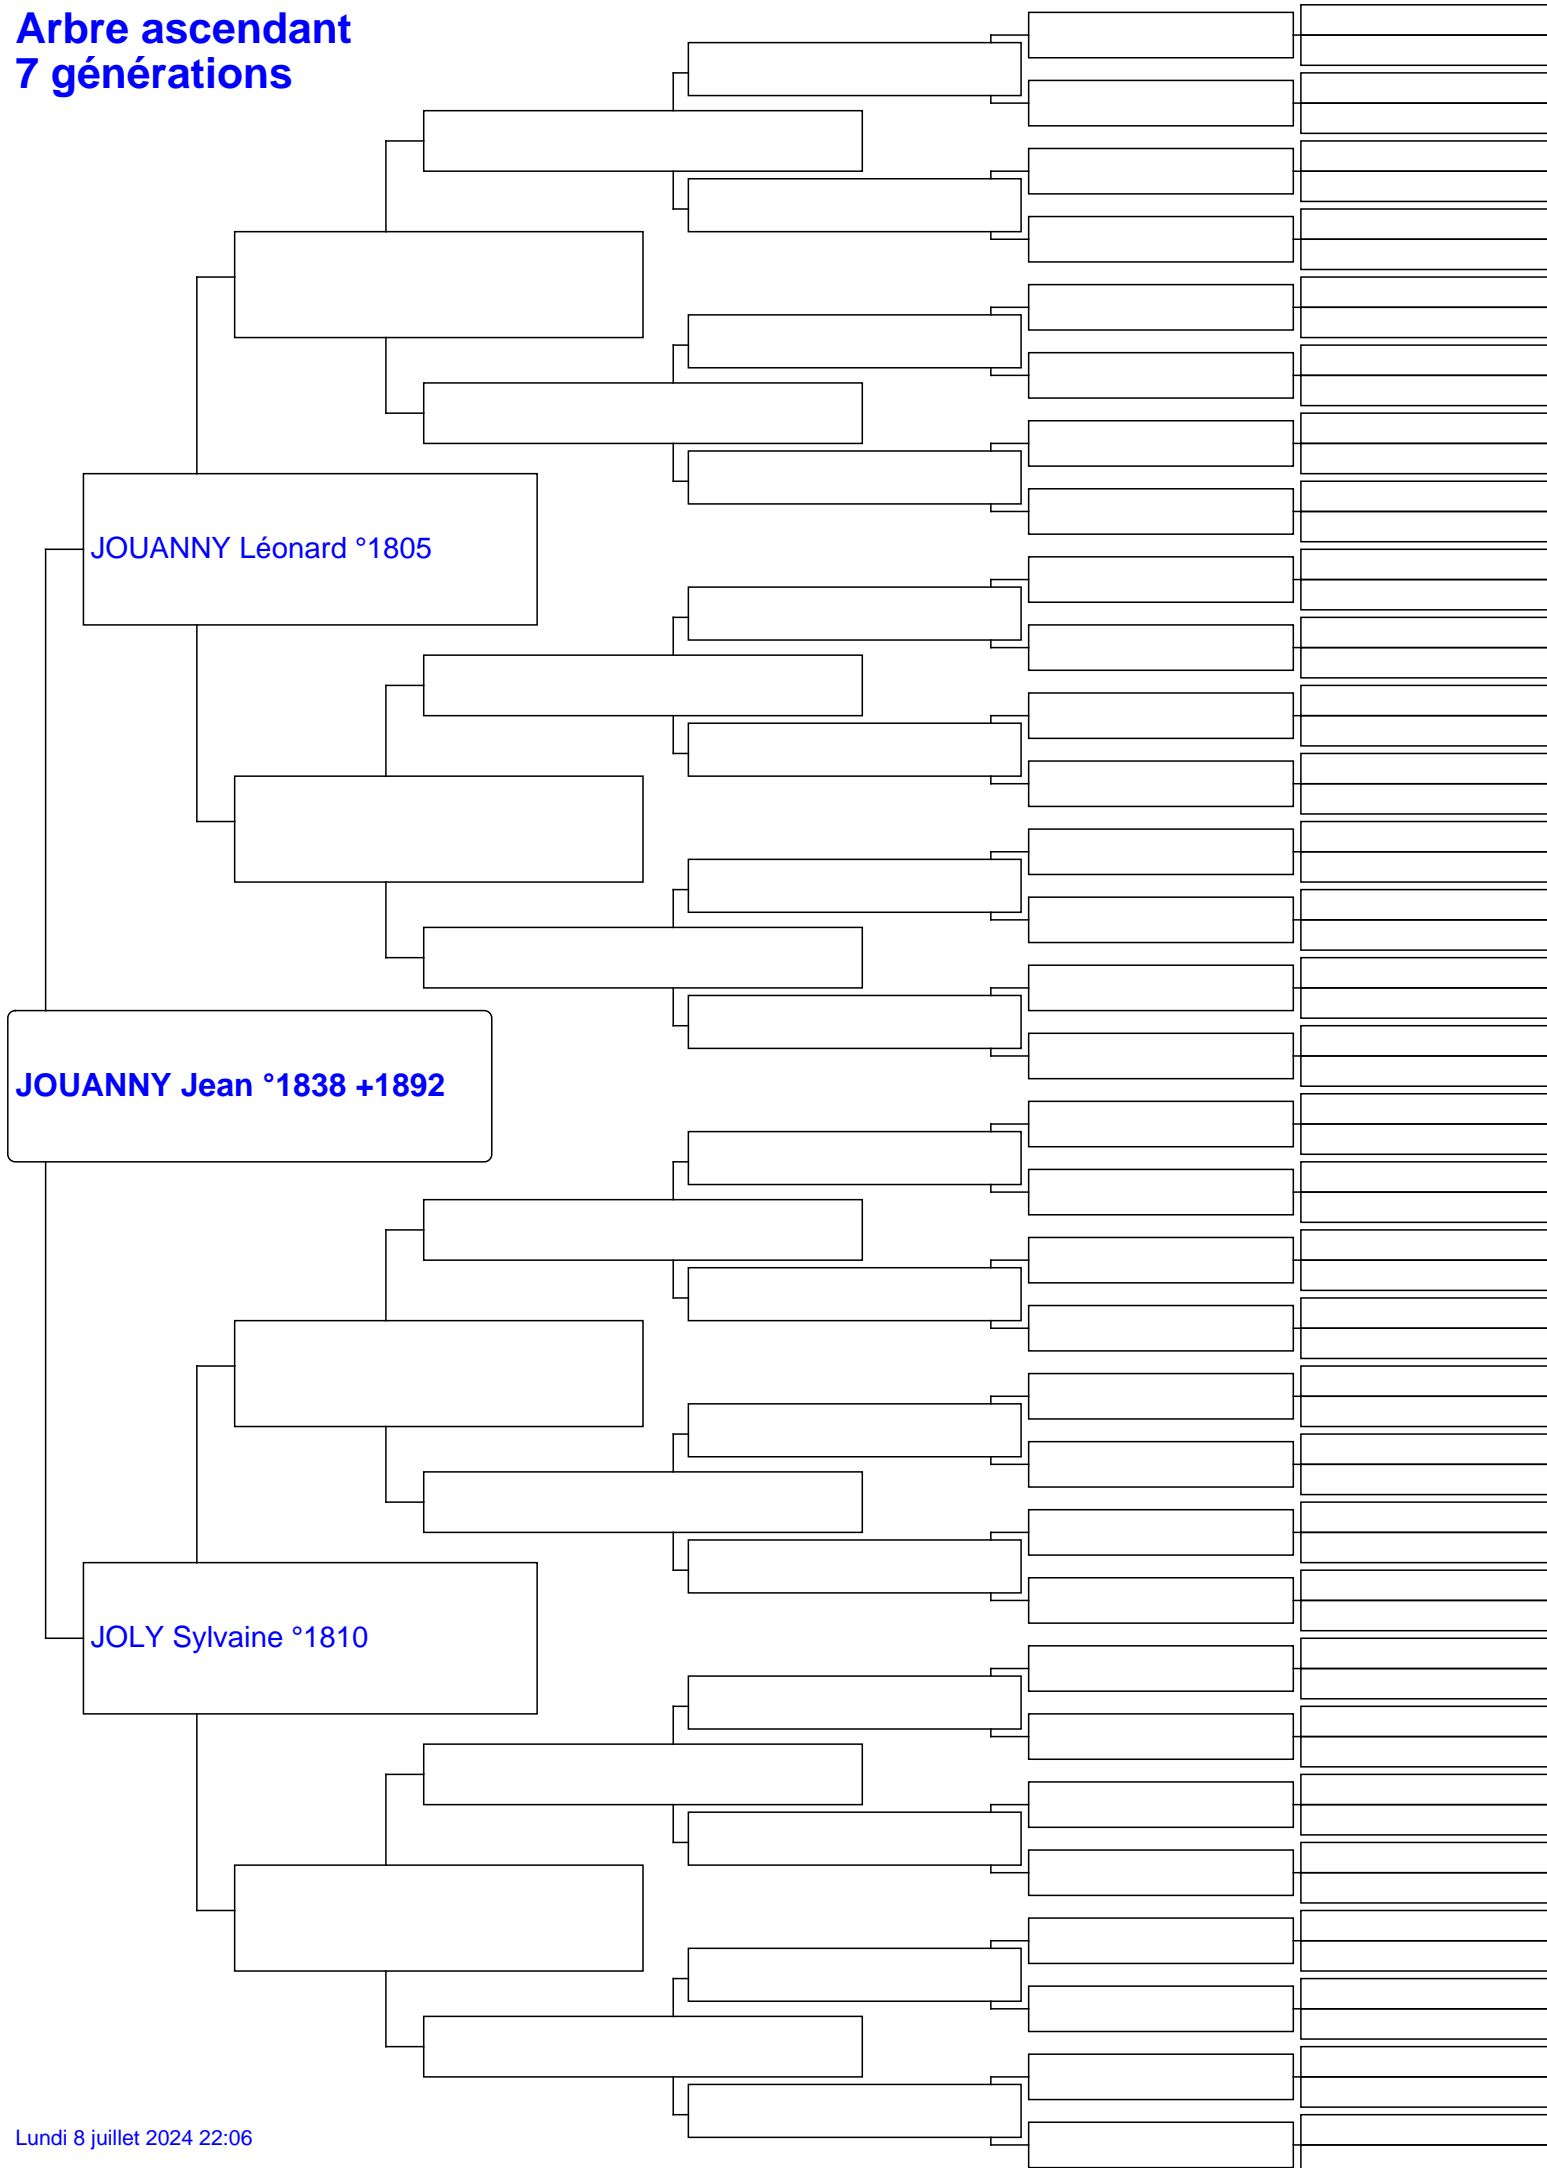 Arbre ascendant
7 générations
JOUANNY Léonard °1805
JOUANNY Jean °1838 +1892
JOLY Sylvaine °1810
Lundi 8 juillet 2024 22:06